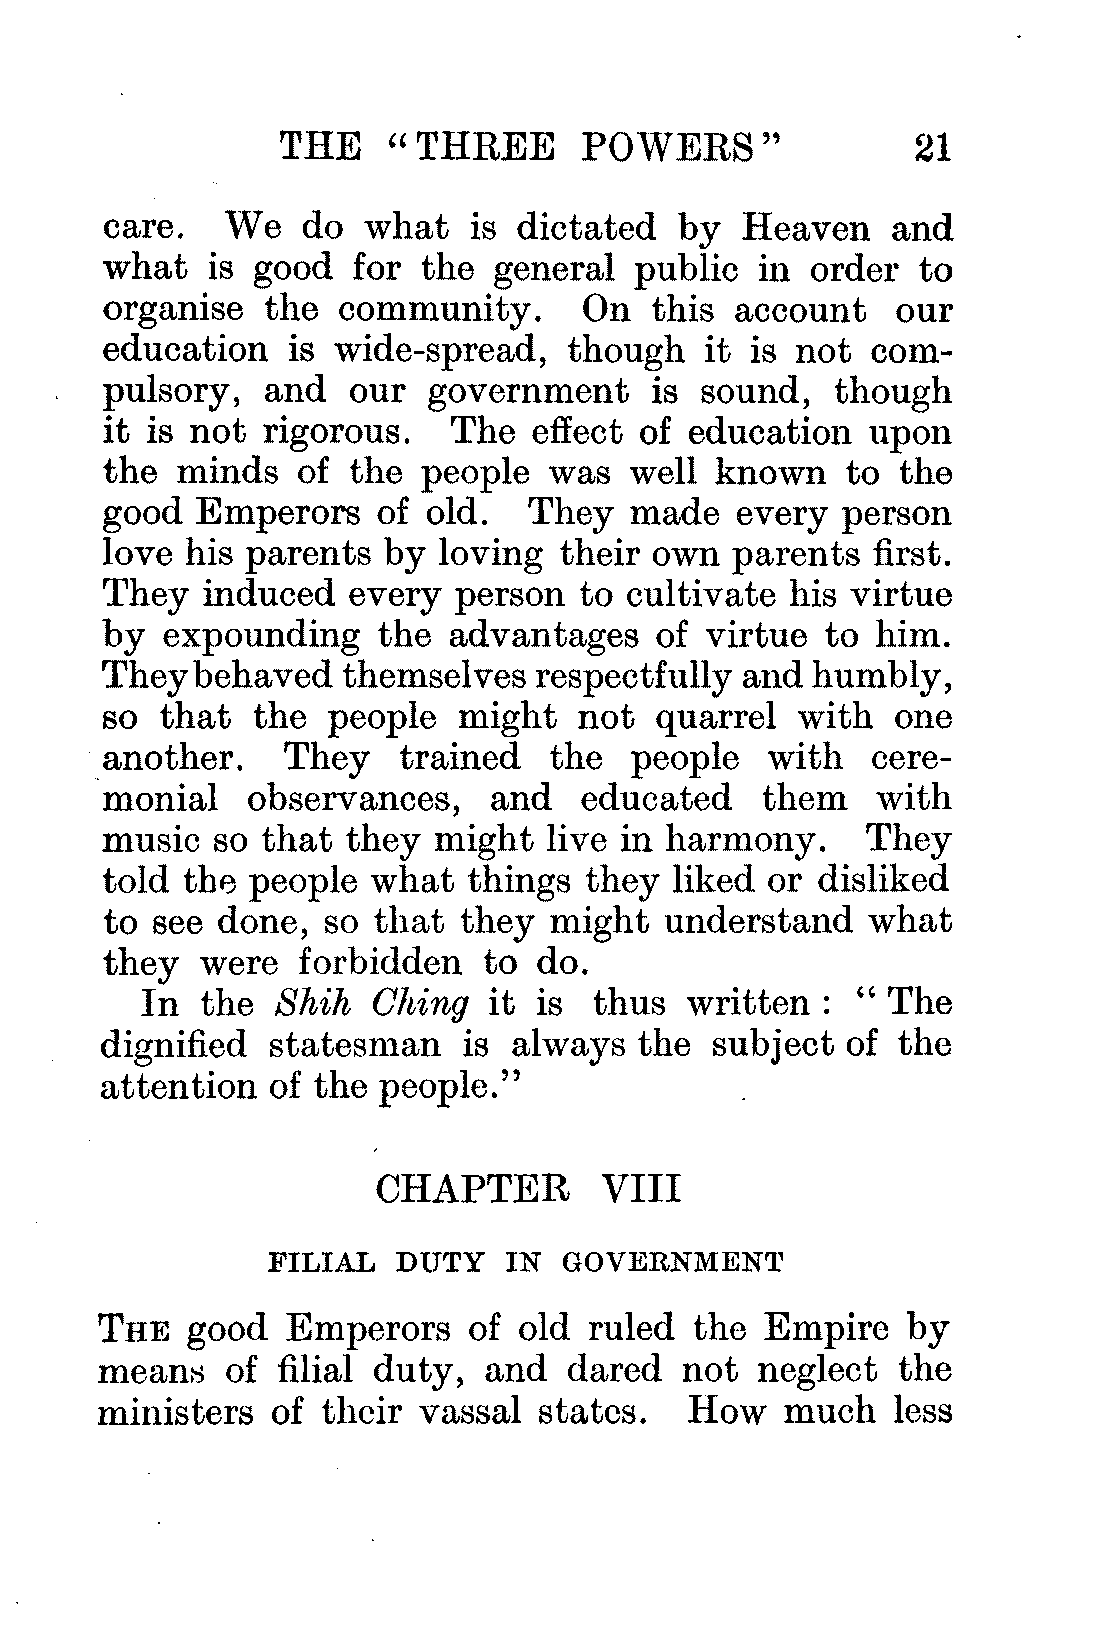 THE "THREE POWERS" 21
care. We do what is dictated by Heaven and
what is good for the general public in order to
organise the community. On this account our
education is wide-spread, though it is not com-
pulsory, and our government is sound, though
it is not rigorous. The effect of education upon
the minds of the people was well known to the
good Emperors of old. They made every person
love his parents by loving their own parents first.
They induced every person to cultivate his virtue
by expounding the advantages of virtue to him.
They behaved themselves respectfully and humbly,
so that the people might not quarrel with one
another. They trained the people with cere-
monial observances, and educated them with
music so that they might live in harmony. They
told the people what things they liked or disliked
to see done, so that they might understand what
they were forbidden to do.
In the Shih Ching it is thus written : "The
dignified statesman is always the subject of the
attention of the people."
CHAPTER VIII
FILIAL DUTY IN GOVERNMENT
THE good Emperors of old ruled the Empire by
means of filial duty, and dared not neglect the
ministers of their vassal states. How much less